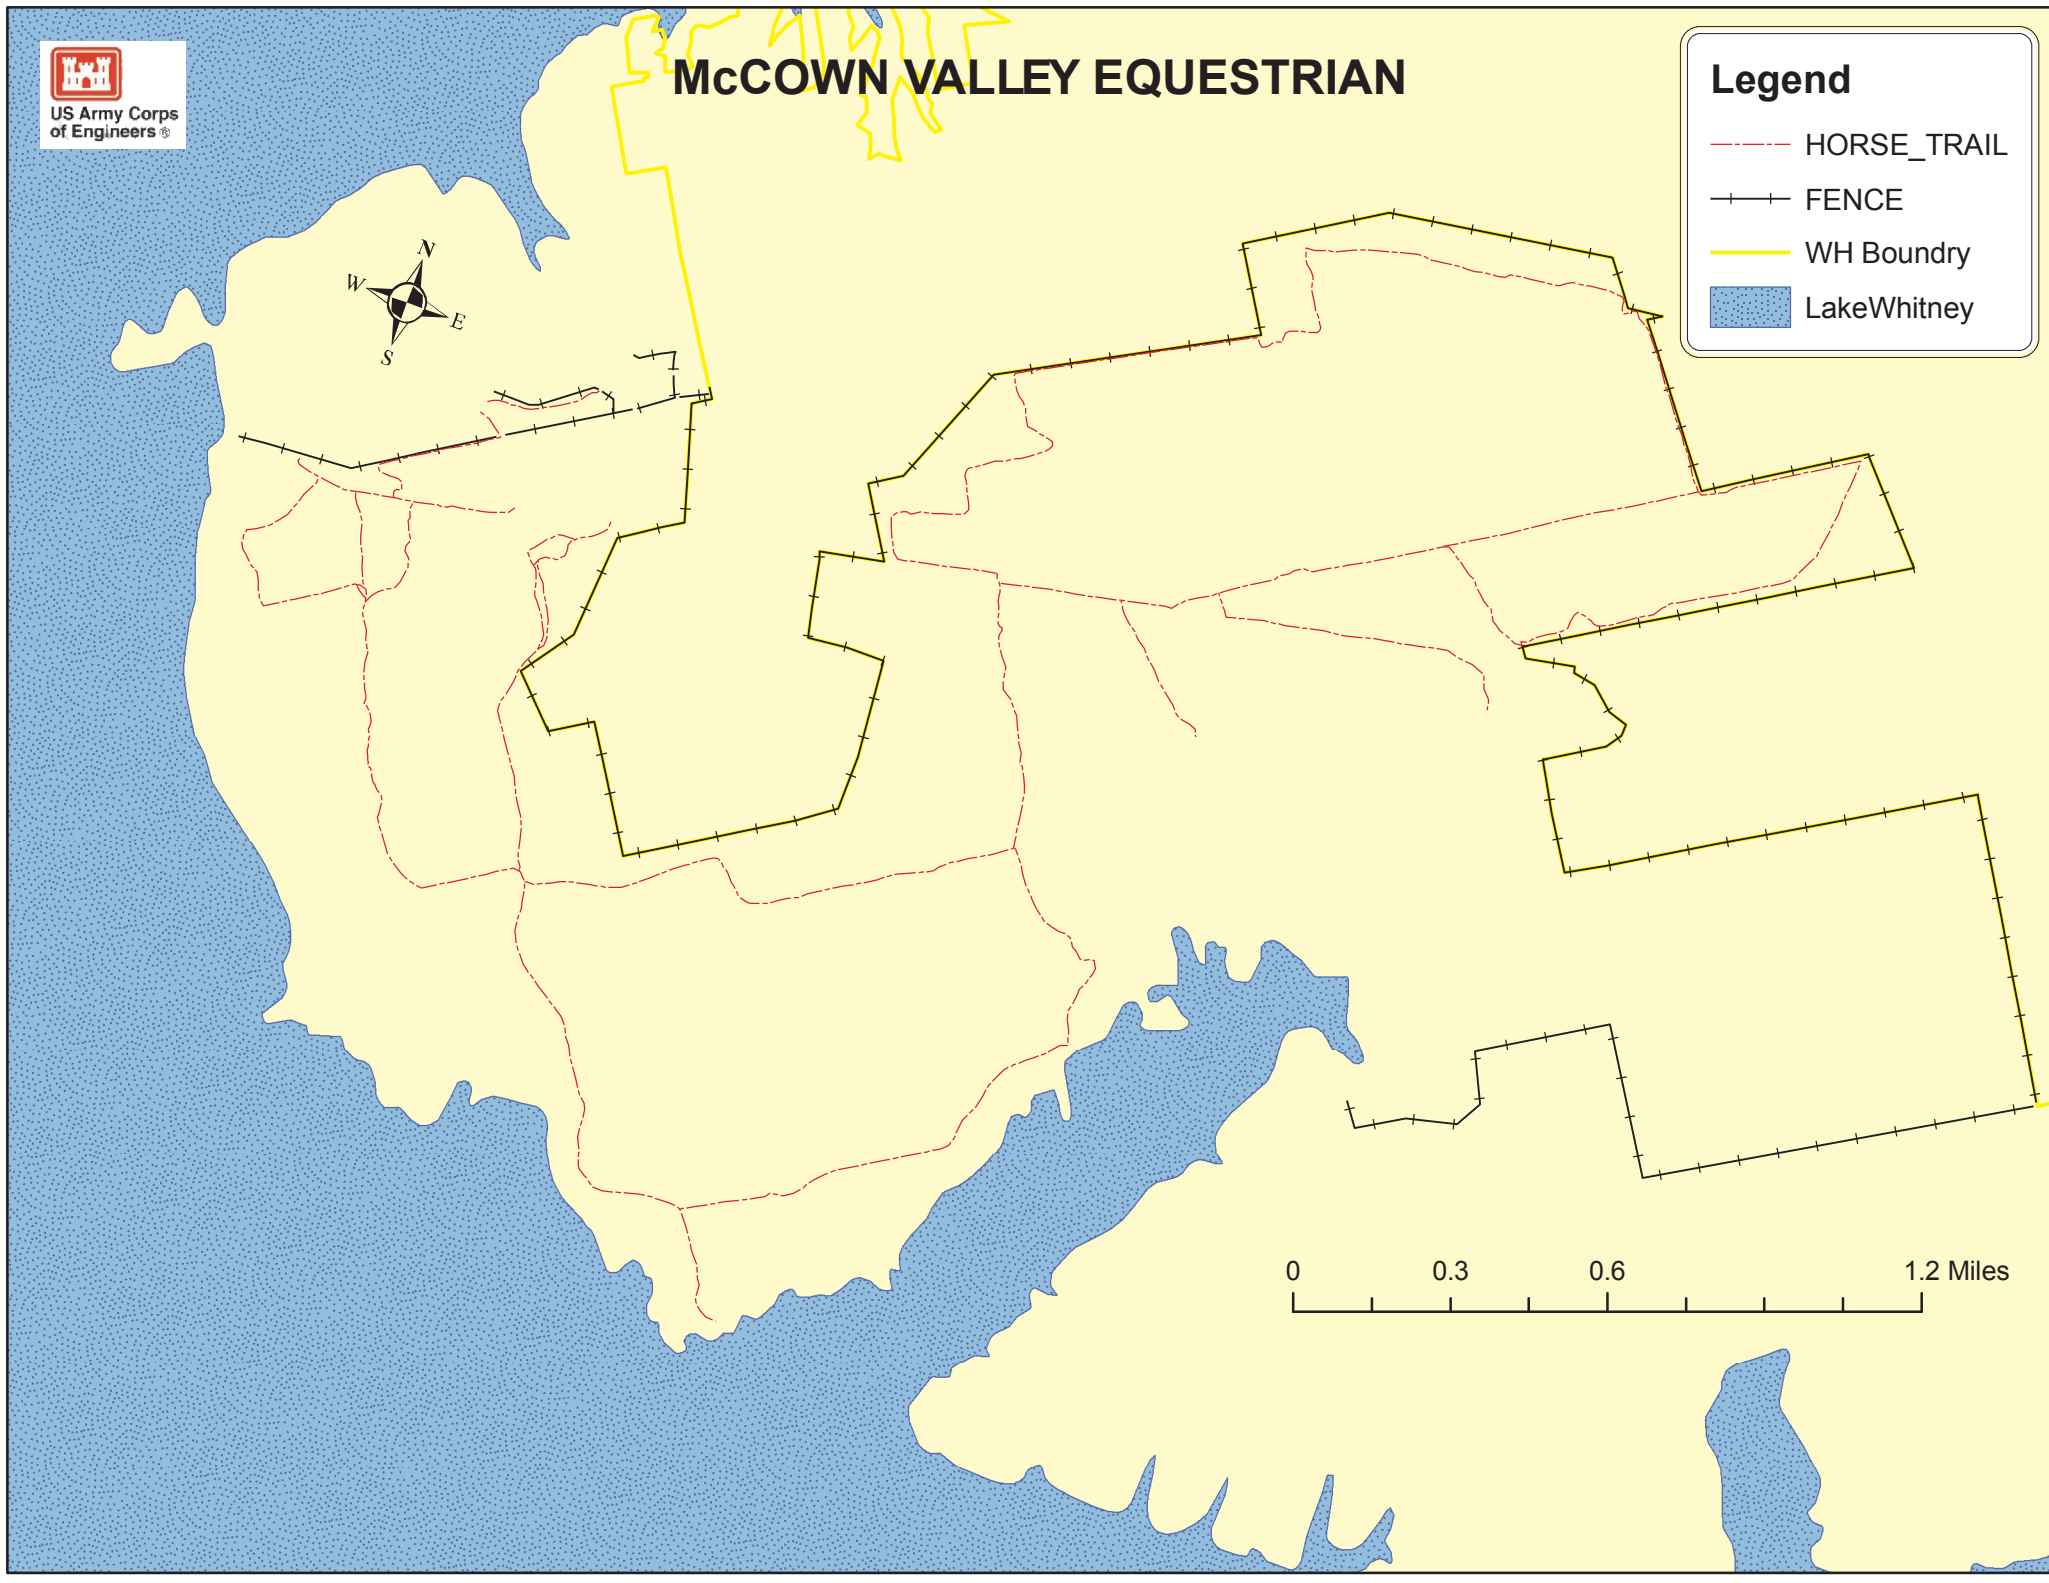 McCOWN VALLEY EQUESTRIAN
US Army Corps
of Engineers ®
Legend
HORSE_TRAIL
FENCE
WH Boundry
LakeWhitney
N
W
E
S
0 0.3 0.6 1.2 Miles